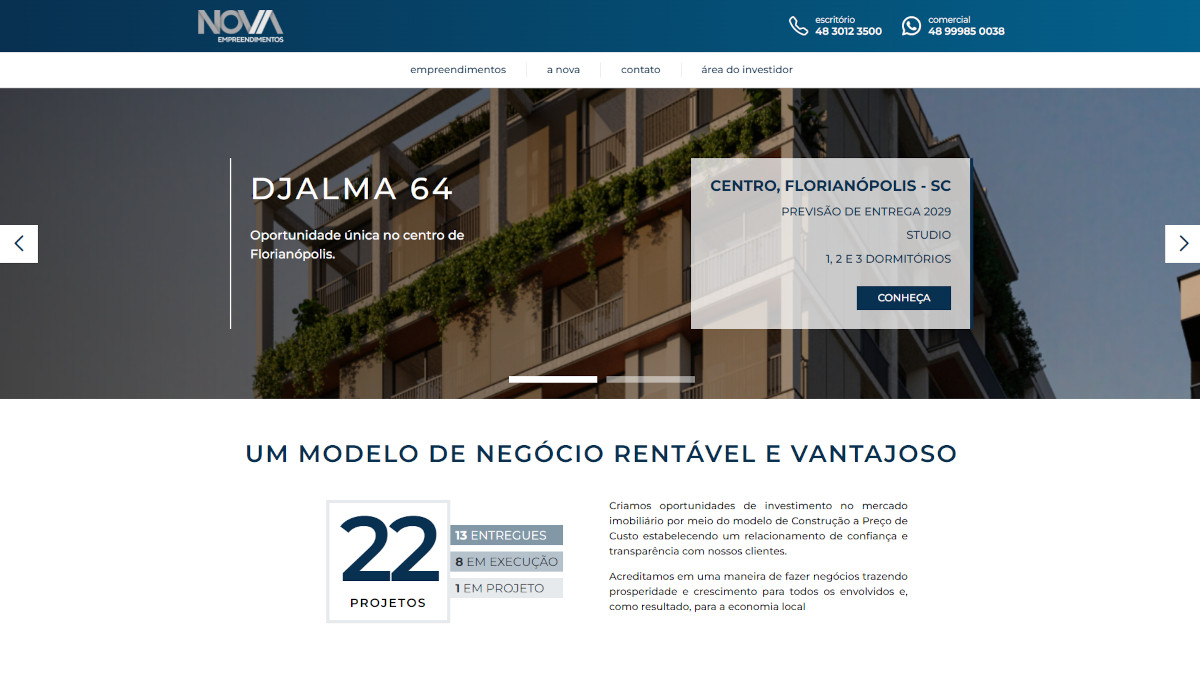 NOVA
EMPREENDIMENTOS
escritório
48 3012 3500
comercial
48 99985 0038
empreendimentos
a nova
contato
área do investidor
DJALMA 64
Oportunidade única no centro de
Florianópolis.
CENTRO, FLORIANÓPOLIS - SC
PREVISÃO DE ENTREGA 2029
STUDIO
1, 2 E 3 DORMITÓRIOS
CONHEÇA
UM MODELO DE NEGÓCIO RENTÁVEL E VANTAJOSO
22
PROJETOS
13 ENTREGUES
8 EM EXECUÇÃO
1 EM PROJETO
Criamos oportunidades de investimento no mercado
imobiliário por meio do modelo de Construção a Preço de
Custo estabelecendo um relacionamento de confiança e
transparência com nossos clientes.
Acreditamos em uma maneira de fazer negócios trazendo
prosperidade e crescimento para todos os envolvidos e,
como resultado, para a economia local